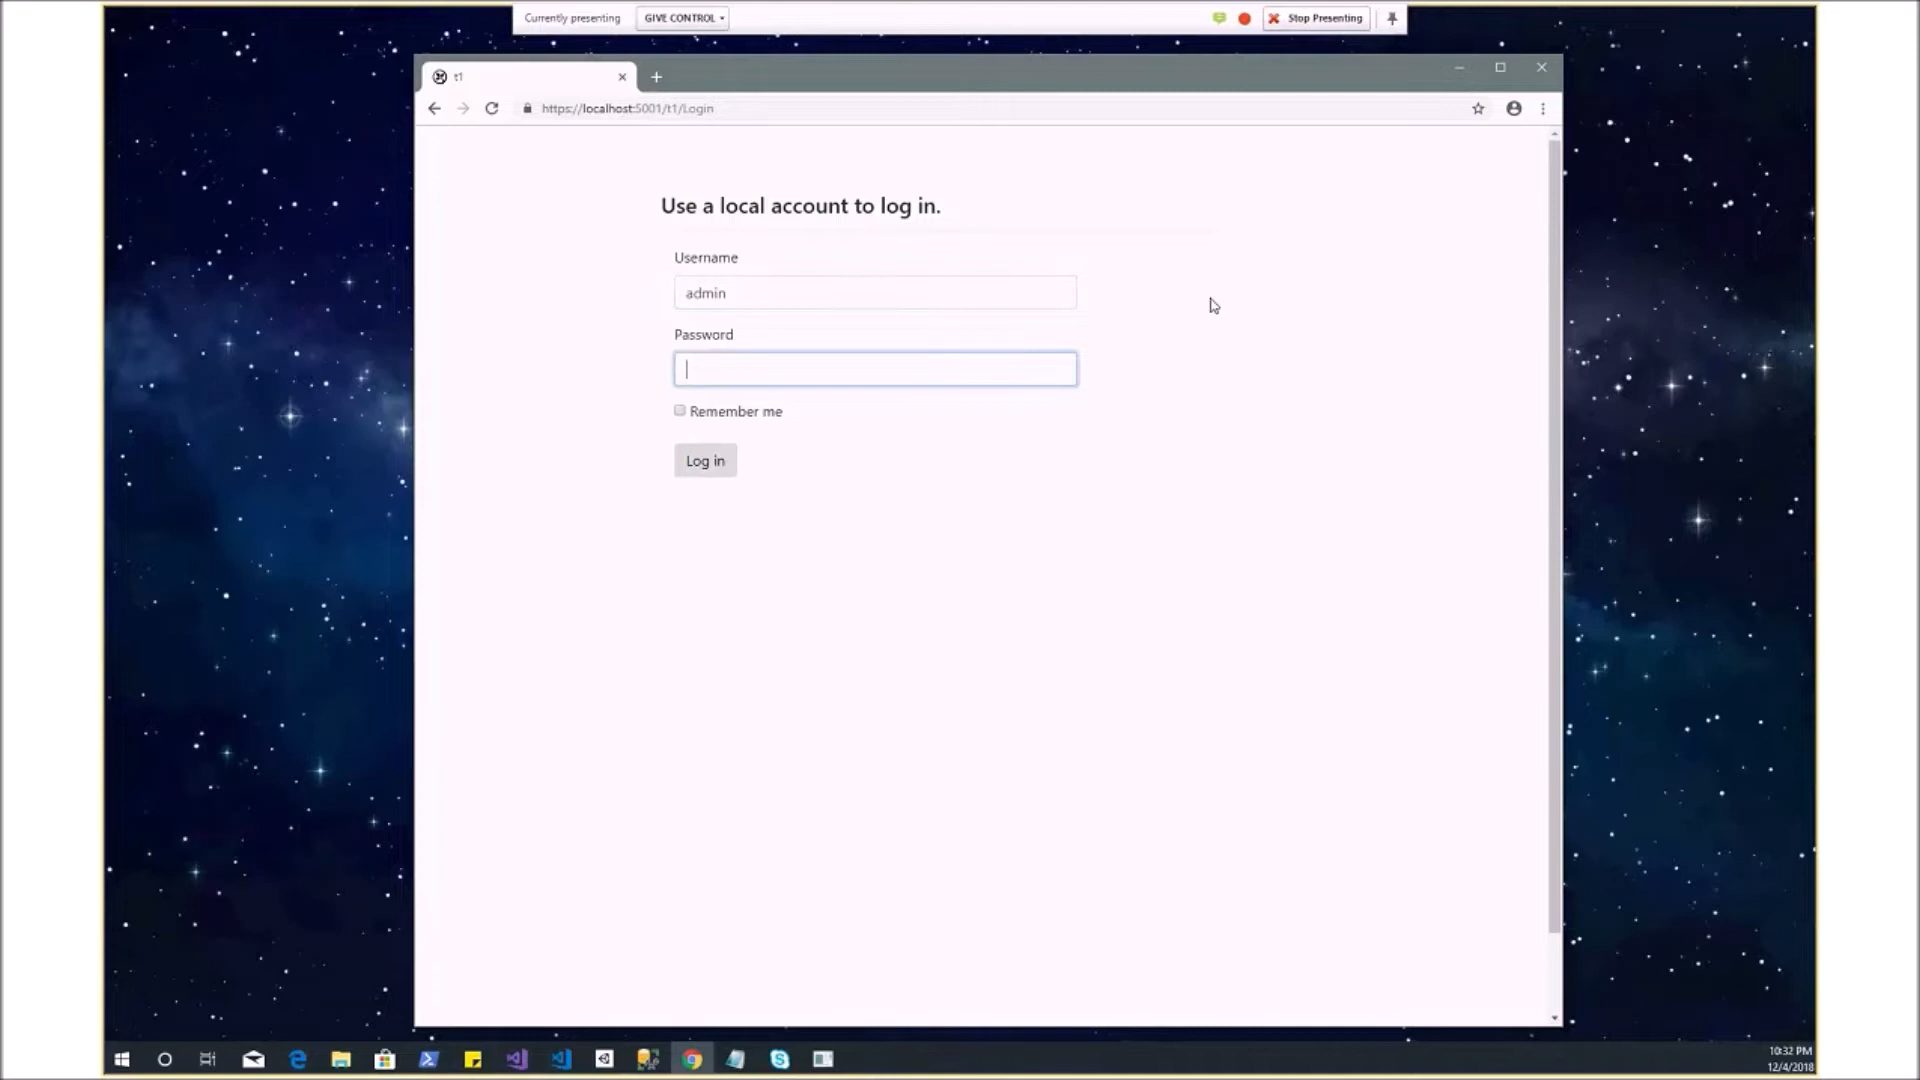 Currently presenting GIVE CONTROL Stop Presenting
t1
https://localhost:5001/t1/Login
Use a local account to log in.
Username
admin
Password
Remember me
Log in
10:32 PM
12/4/2018